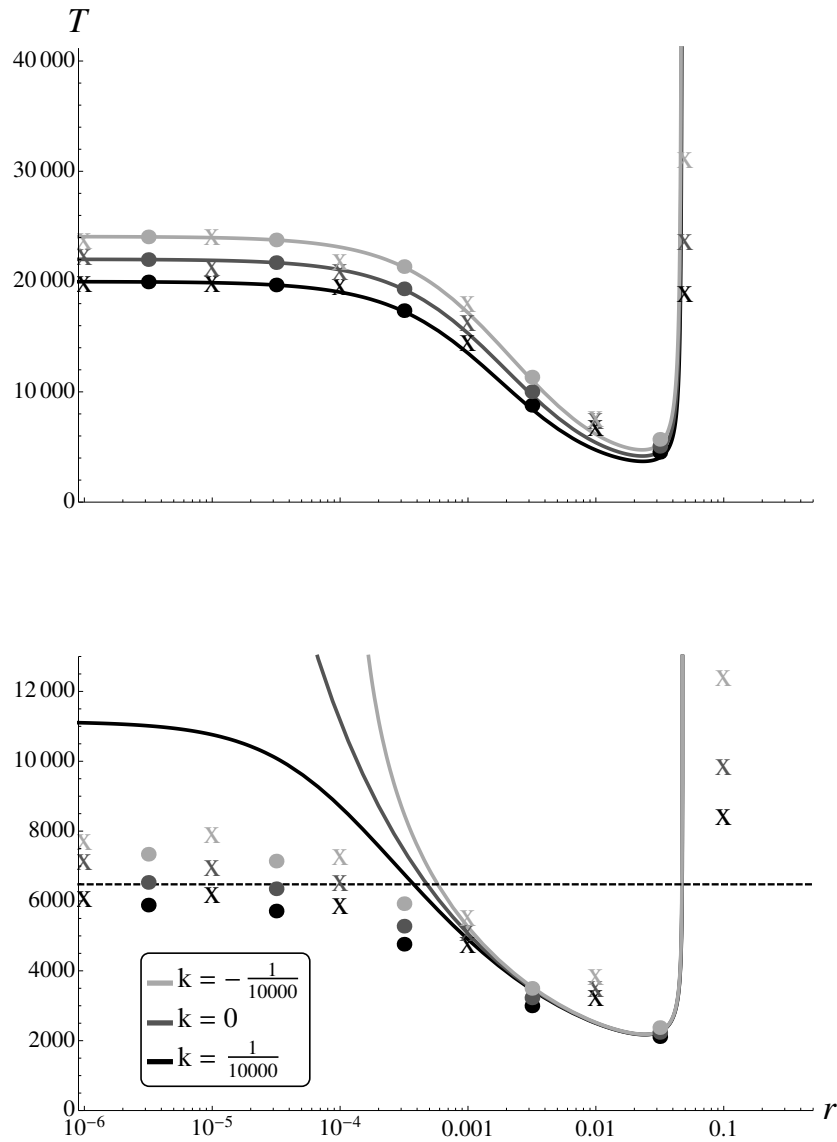 T
40 000
30 000
20 000
10 000
0
X X X X X X X
X X X X X X X
X X X X X X X
12 000
10 000
8000
6000
4000
2000
0
X X X X X X
X X X X X X
X X X X X X
k = - 1/10000
k = 0
k = 1/10000
10^-6 10^-5 10^-4 0.001 0.01 0.1 r